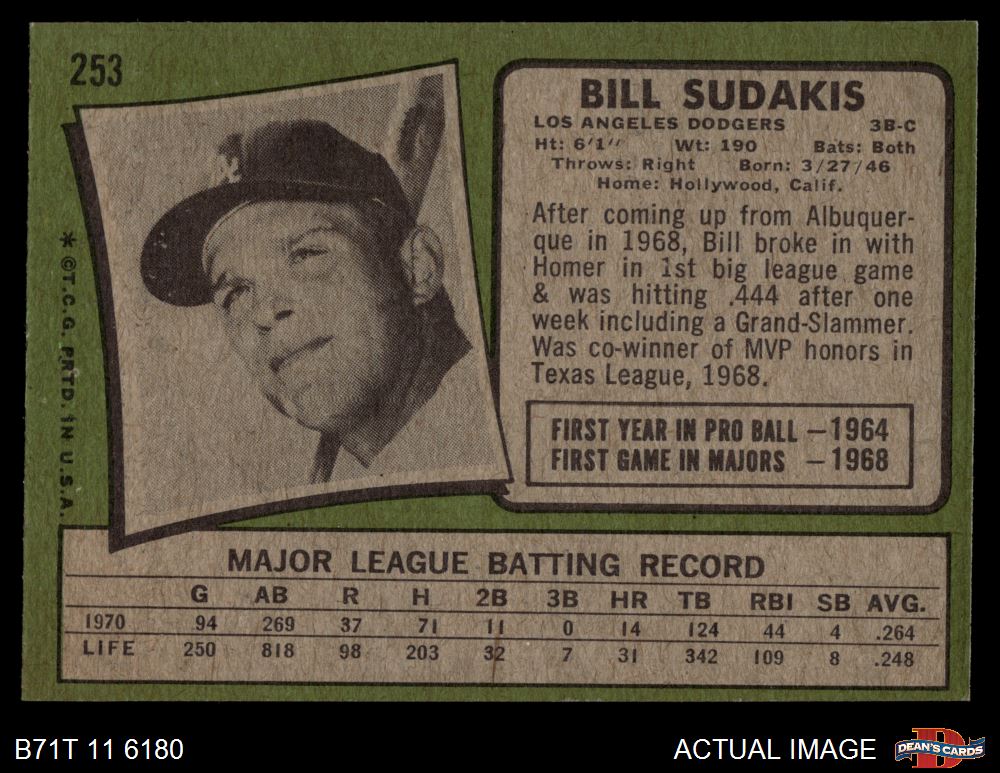 253
BILL SUDAKIS
LOS ANGELES DODGERS 3B-C
Ht: 6'1" Wt: 190 Bats: Both
Throws: Right Born: 3/27/46
Home: Hollywood, Calif.
After coming up from Albuquer-
que in 1968, Bill broke in with
Homer in 1st big league game
& was hitting .444 after one
week including a Grand-Slammer.
Was co-winner of MVP honors in
Texas League, 1968.
FIRST YEAR IN PRO BALL — 1964
FIRST GAME IN MAJORS — 1968
* ©T.C.G. PRTD. IN U.S.A.
MAJOR LEAGUE BATTING RECORD
G AB R H 2B 3B HR TB RBI SB AVG.
1970 94 269 37 71 11 0 14 124 44 4 .264
LIFE 250 818 98 203 32 7 31 342 109 8 .248
B71T 11 6180
ACTUAL IMAGE
D
DEAN'S CARDS